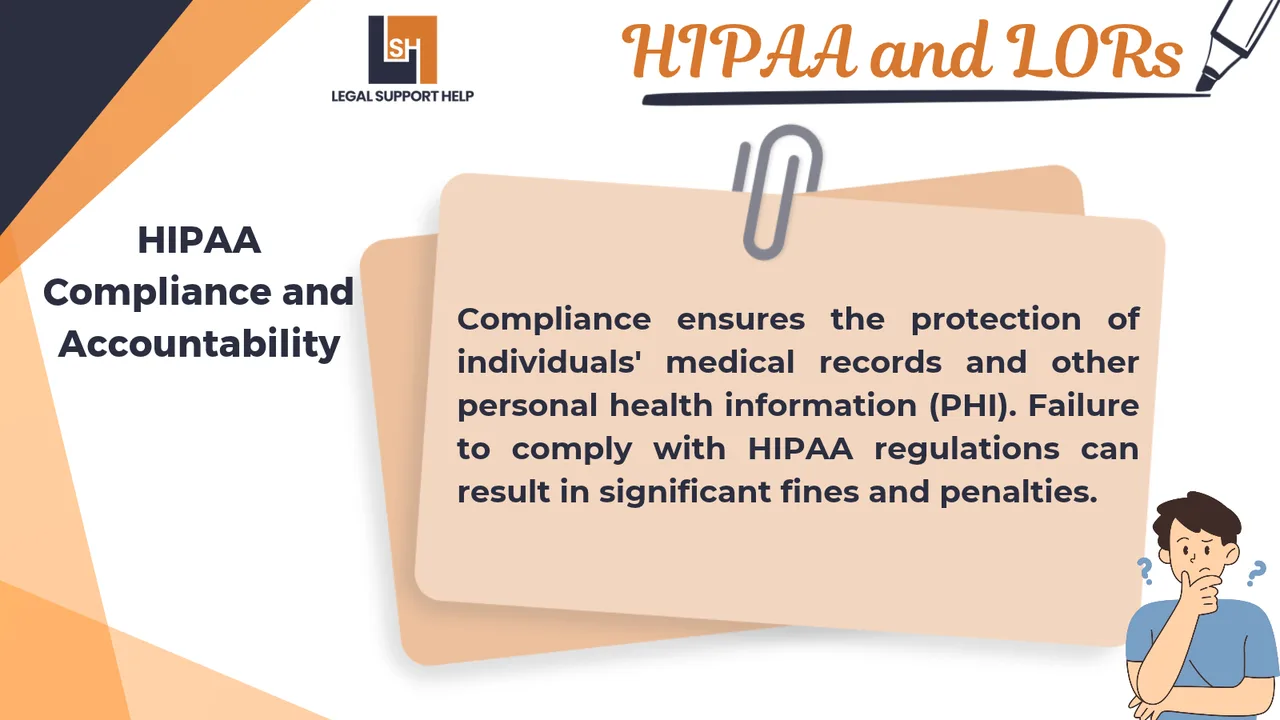 LSH
LEGAL SUPPORT HELP
HIPAA and LORs
HIPAA
Compliance and
Accountability
Compliance ensures the protection of
individuals' medical records and other
personal health information (PHI). Failure
to comply with HIPAA regulations can
result in significant fines and penalties.
? ?